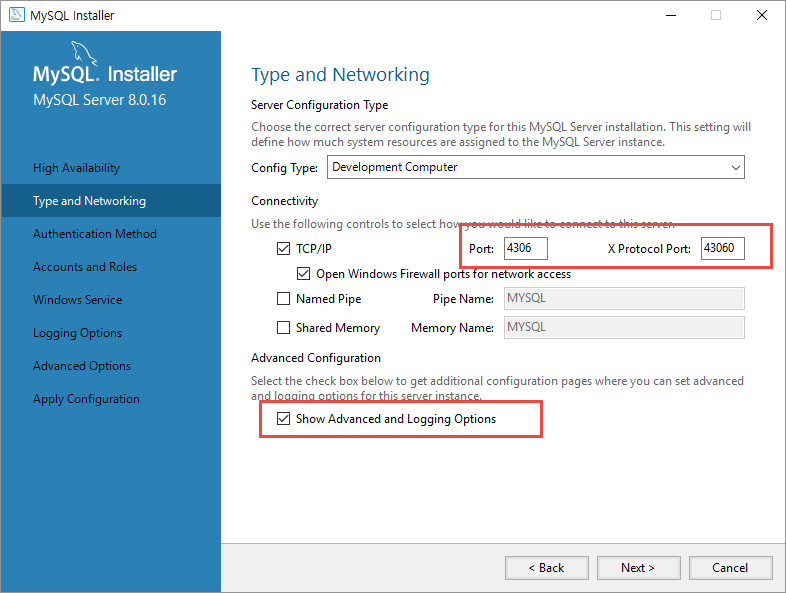 MySQL Installer
MySQL. Installer
MySQL Server 8.0.16
High Availability
Type and Networking
Authentication Method
Accounts and Roles
Windows Service
Logging Options
Advanced Options
Apply Configuration
Type and Networking
Server Configuration Type
Choose the correct server configuration type for this MySQL Server installation. This setting will
define how much system resources are assigned to the MySQL Server instance.
Config Type: Development Computer
Connectivity
Use the following controls to select how you would like to connect to this server.
TCP/IP Port: 4306 X Protocol Port: 43060
Open Windows Firewall ports for network access
Named Pipe Pipe Name: MYSQL
Shared Memory Memory Name: MYSQL
Advanced Configuration
Select the check box below to get additional configuration pages where you can set advanced
and logging options for this server instance.
Show Advanced and Logging Options
< Back Next > Cancel